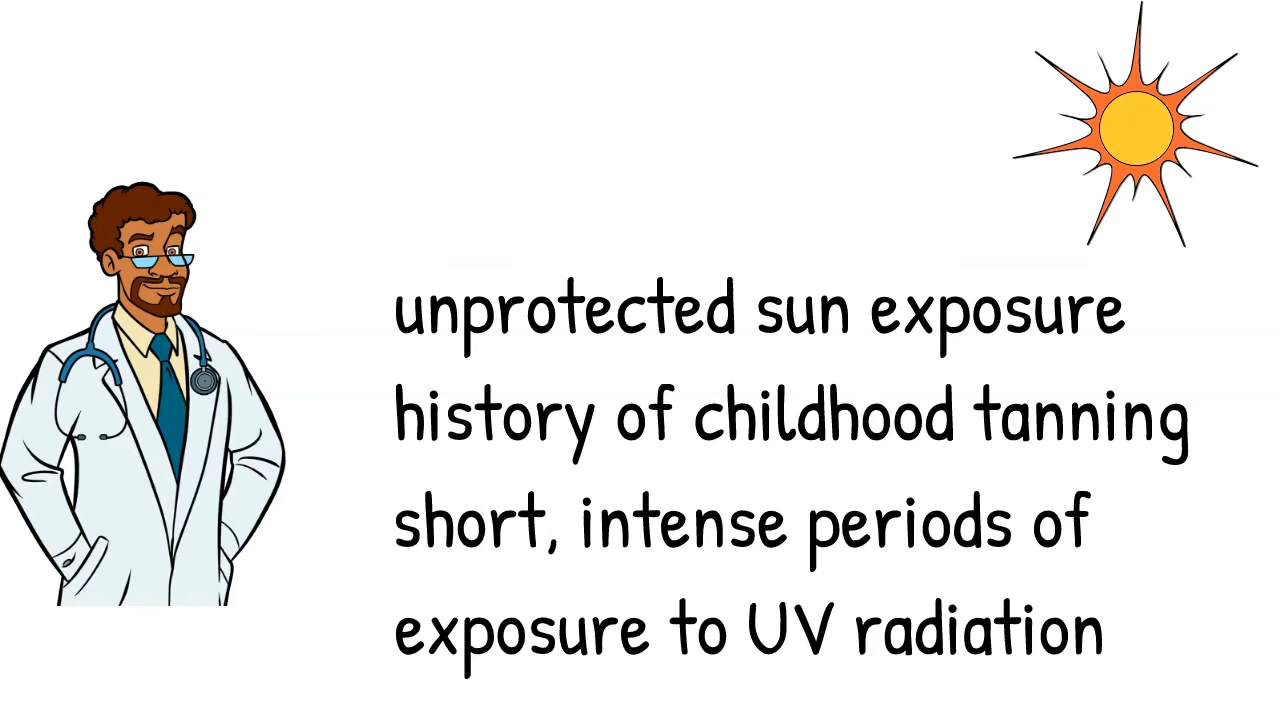 unprotected sun exposure
history of childhood tanning
short, intense periods of
exposure to UV radiation